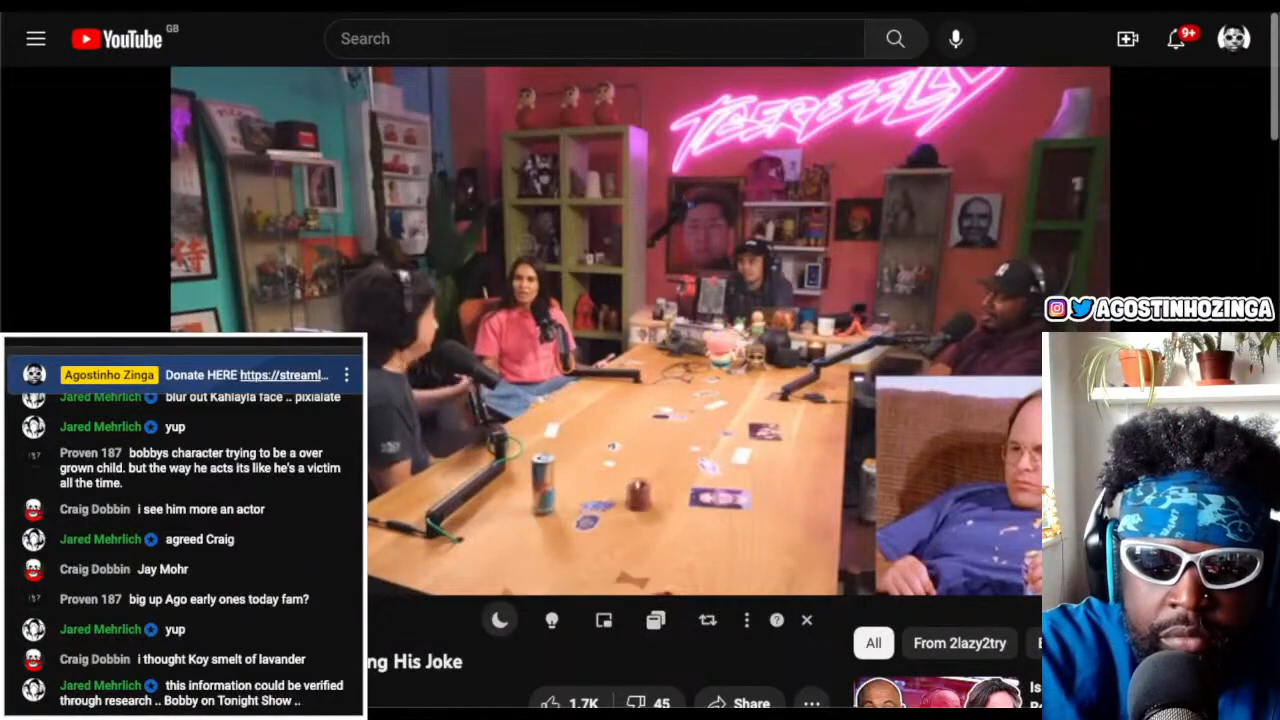 YouTube GB
Search
9+
TIGERBELLY
AGOSTINHOZINGA
Agostinho Zinga Donate HERE https://streaml...
Jared Mehrlich blur out Kahlayla face .. pixialate
Jared Mehrlich yup
Proven 187 bobbys character trying to be a over
grown child. but the way he acts its like he's a victim
all the time.
Craig Dobbin i see him more an actor
Jared Mehrlich agreed Craig
Craig Dobbin Jay Mohr
Proven 187 big up Ago early ones today fam?
Jared Mehrlich yup
Craig Dobbin i thought Koy smelt of lavander
Jared Mehrlich this information could be verified
through research .. Bobby on Tonight Show ..
ng His Joke
1.7K 45 Share
All From 2lazy2try
Is